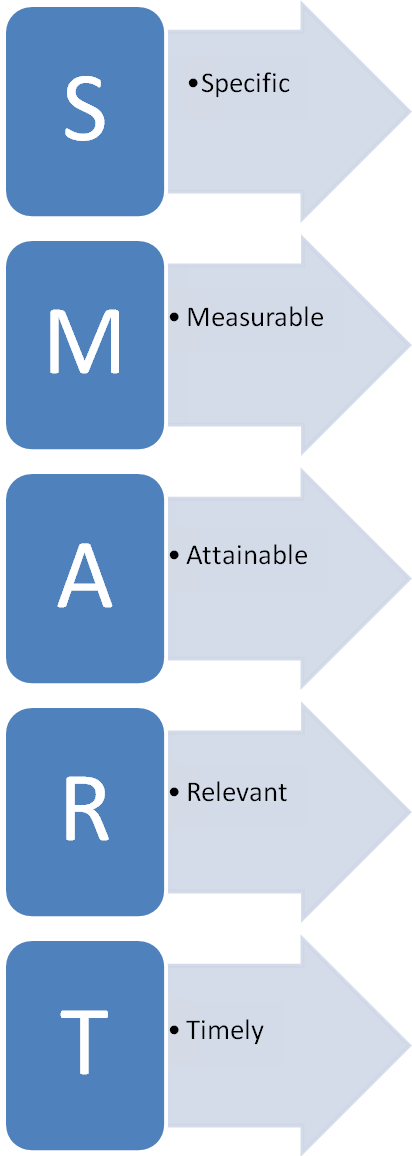 S
•Specific
M
• Measurable
A
• Attainable
R
• Relevant
T
• Timely